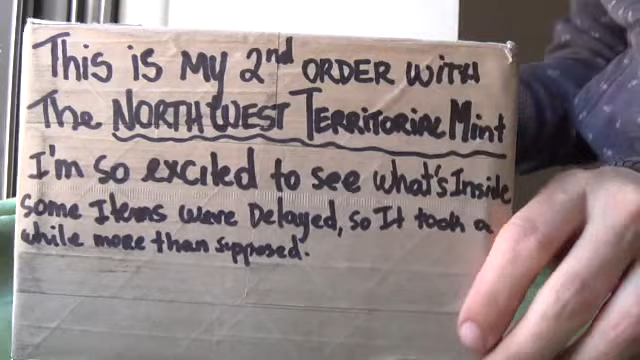 This is My 2nd ORDER WITH
The NORTHWEST TERRITORIAL Mint
I'm so excited to see what's Inside
some Items were Delayed, so It took a
while more than supposed.